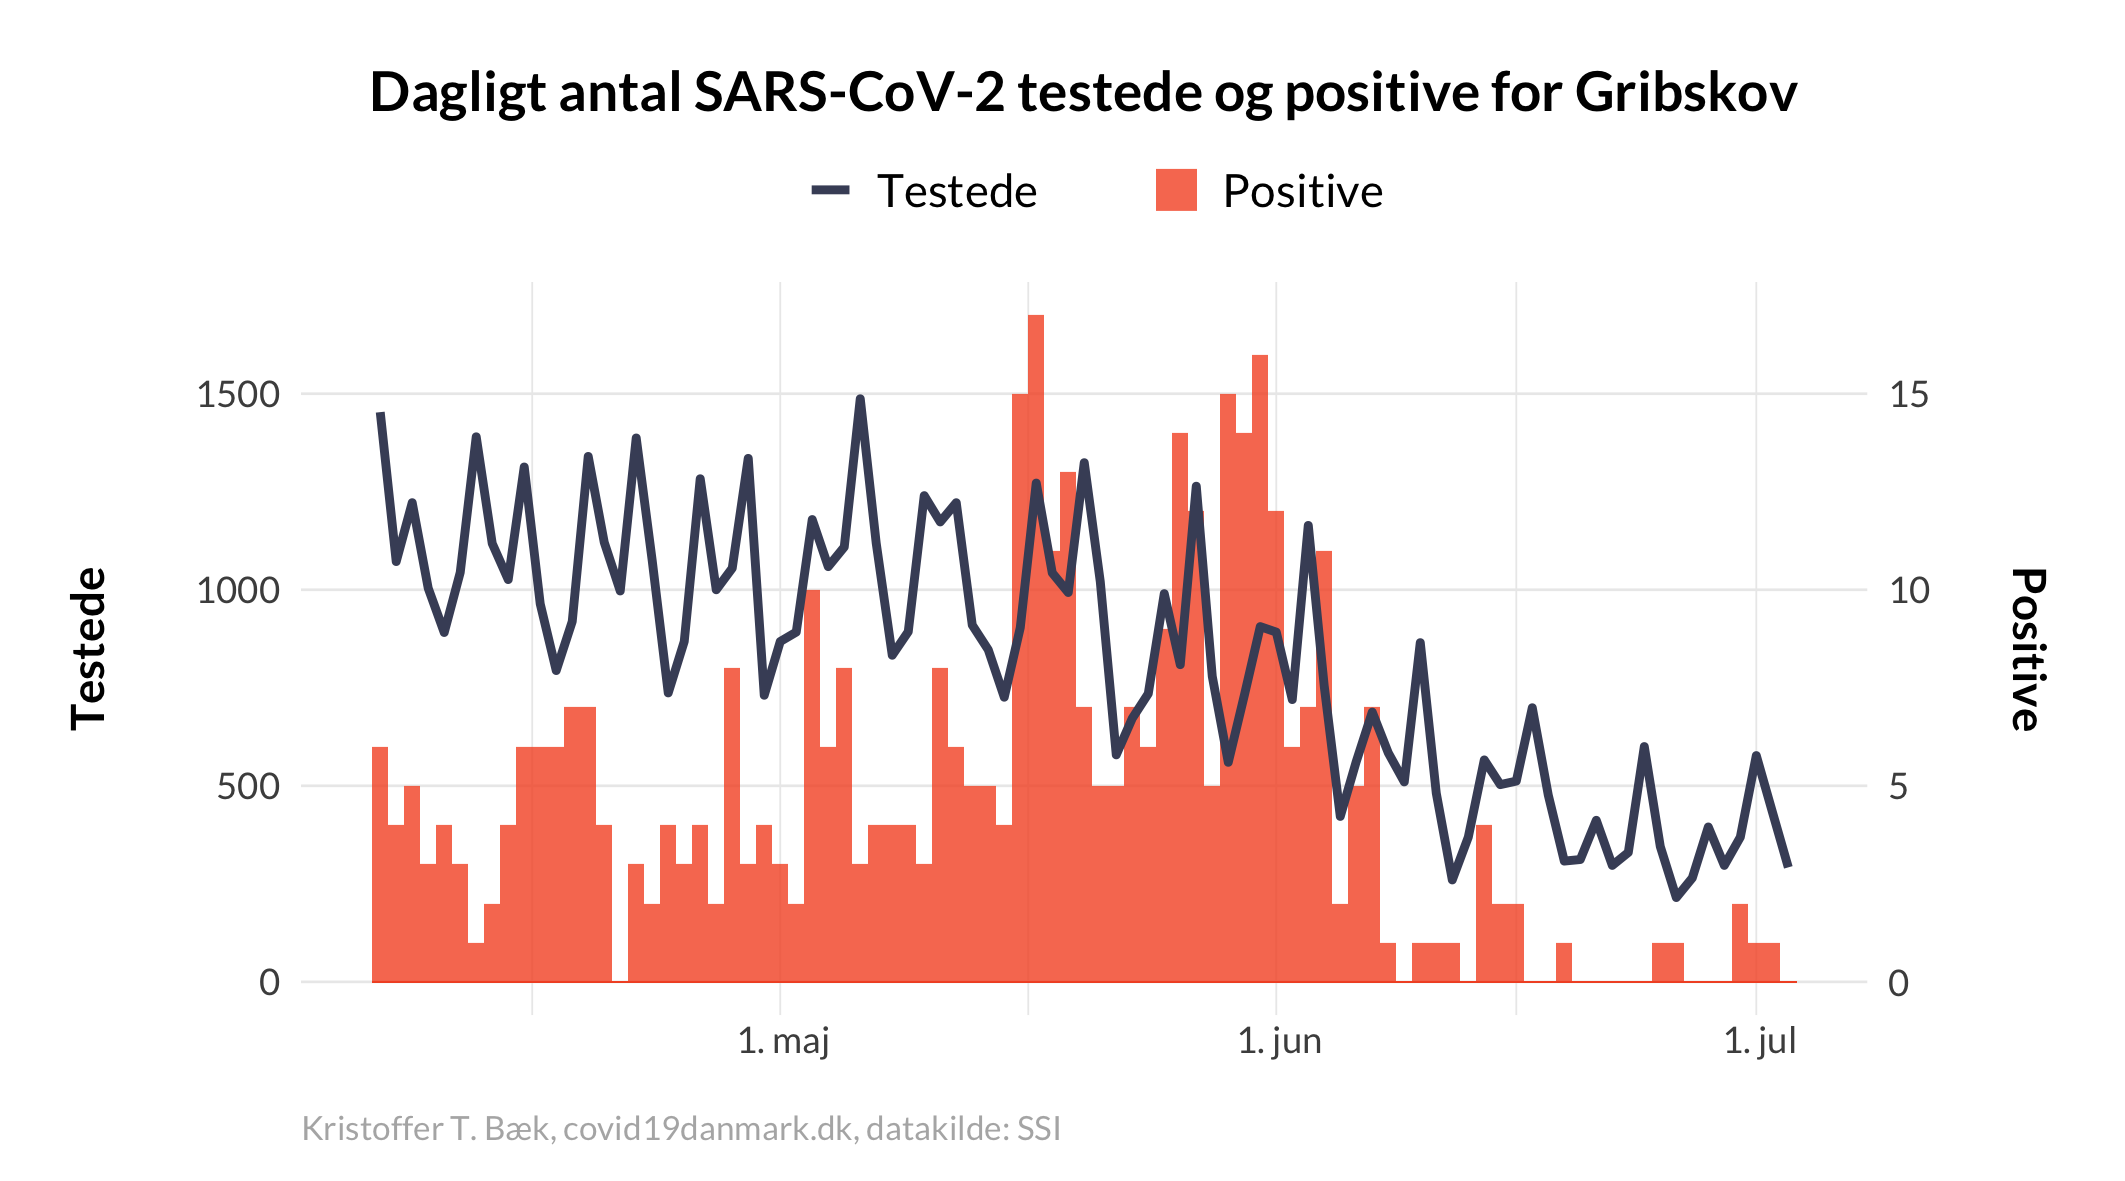 Dagligt antal SARS-CoV-2 testede og positive for Gribskov
Testede
Positive
1500
1000
500
0
Testede
15
10
5
0
Positive
1. maj
1. jun
1. jul
Kristoffer T. Bæk, covid19danmark.dk, datakilde: SSI